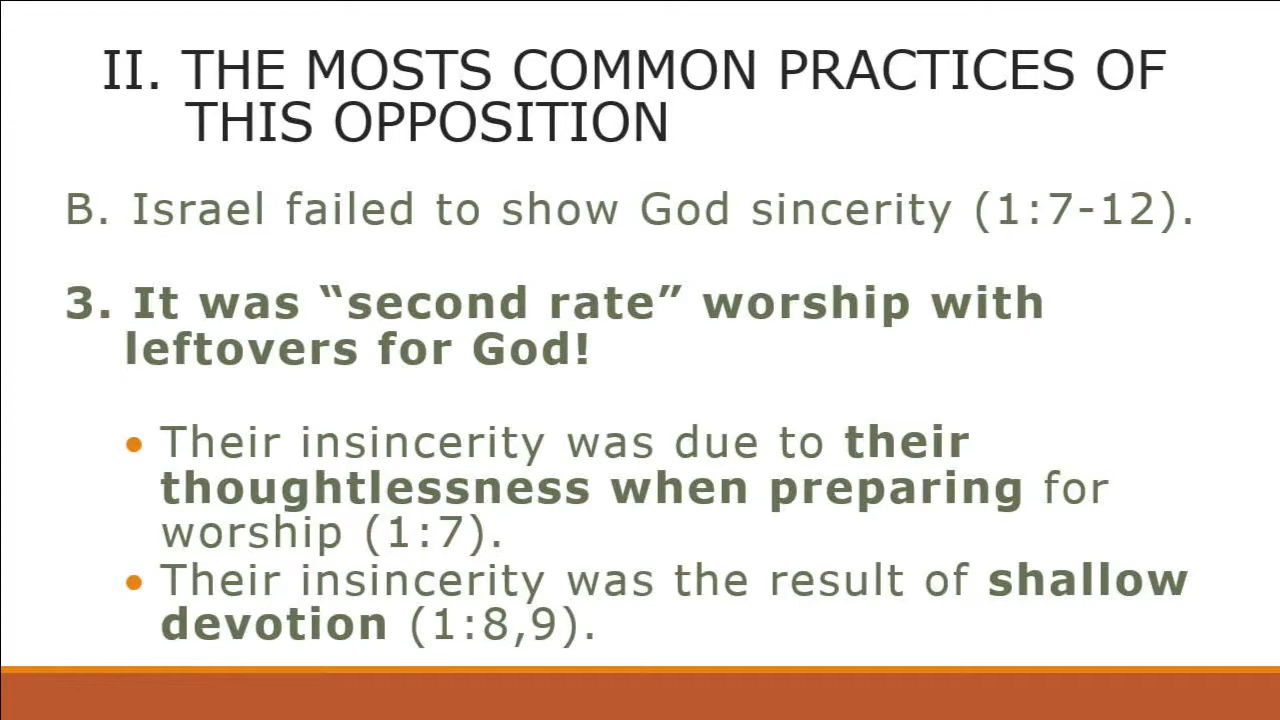 II. THE MOSTS COMMON PRACTICES OF
THIS OPPOSITION
B. Israel failed to show God sincerity (1:7-12).
3. It was “second rate” worship with
leftovers for God!
• Their insincerity was due to their
thoughtlessness when preparing for
worship (1:7).
• Their insincerity was the result of shallow
devotion (1:8,9).